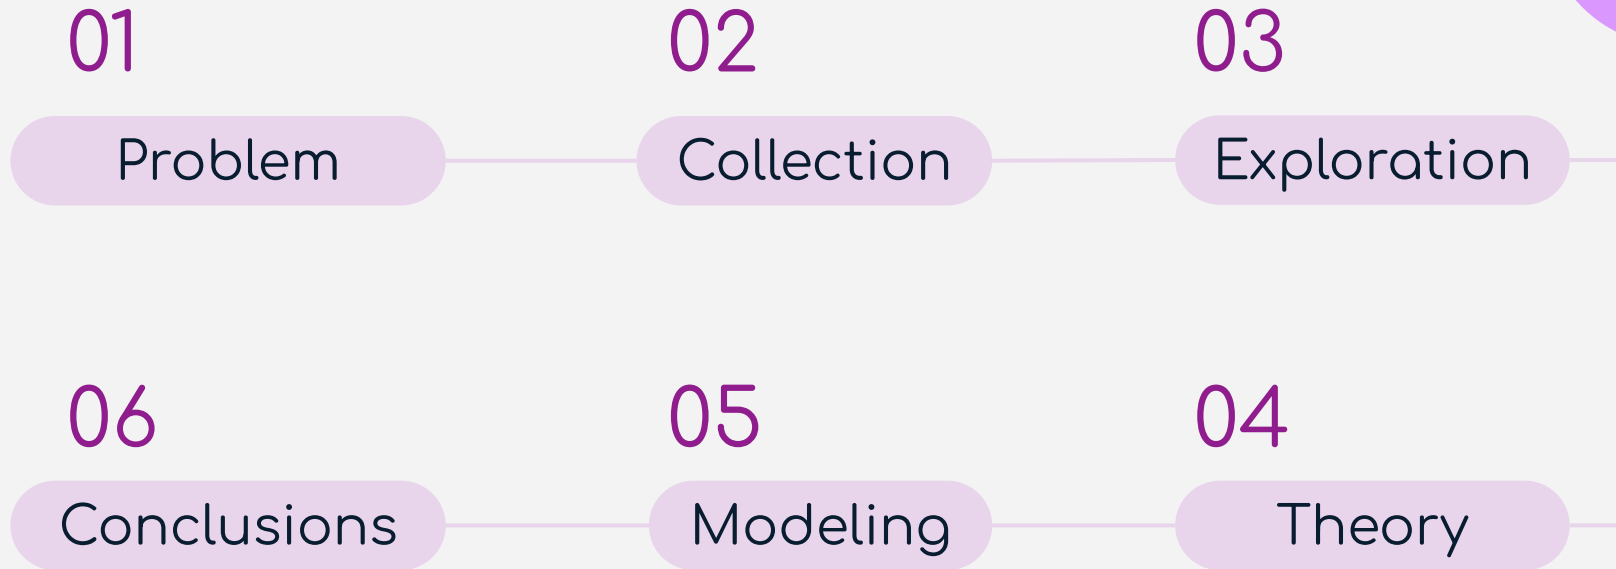 01
Problem
02
Collection
03
Exploration
04
Theory
05
Modeling
06
Conclusions